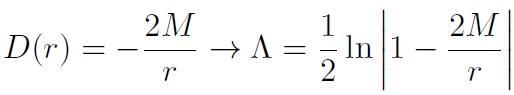 D(r) = -\frac{2M}{r} \rightarrow \Lambda = \frac{1}{2} \ln \left| 1 - \frac{2M}{r} \right|